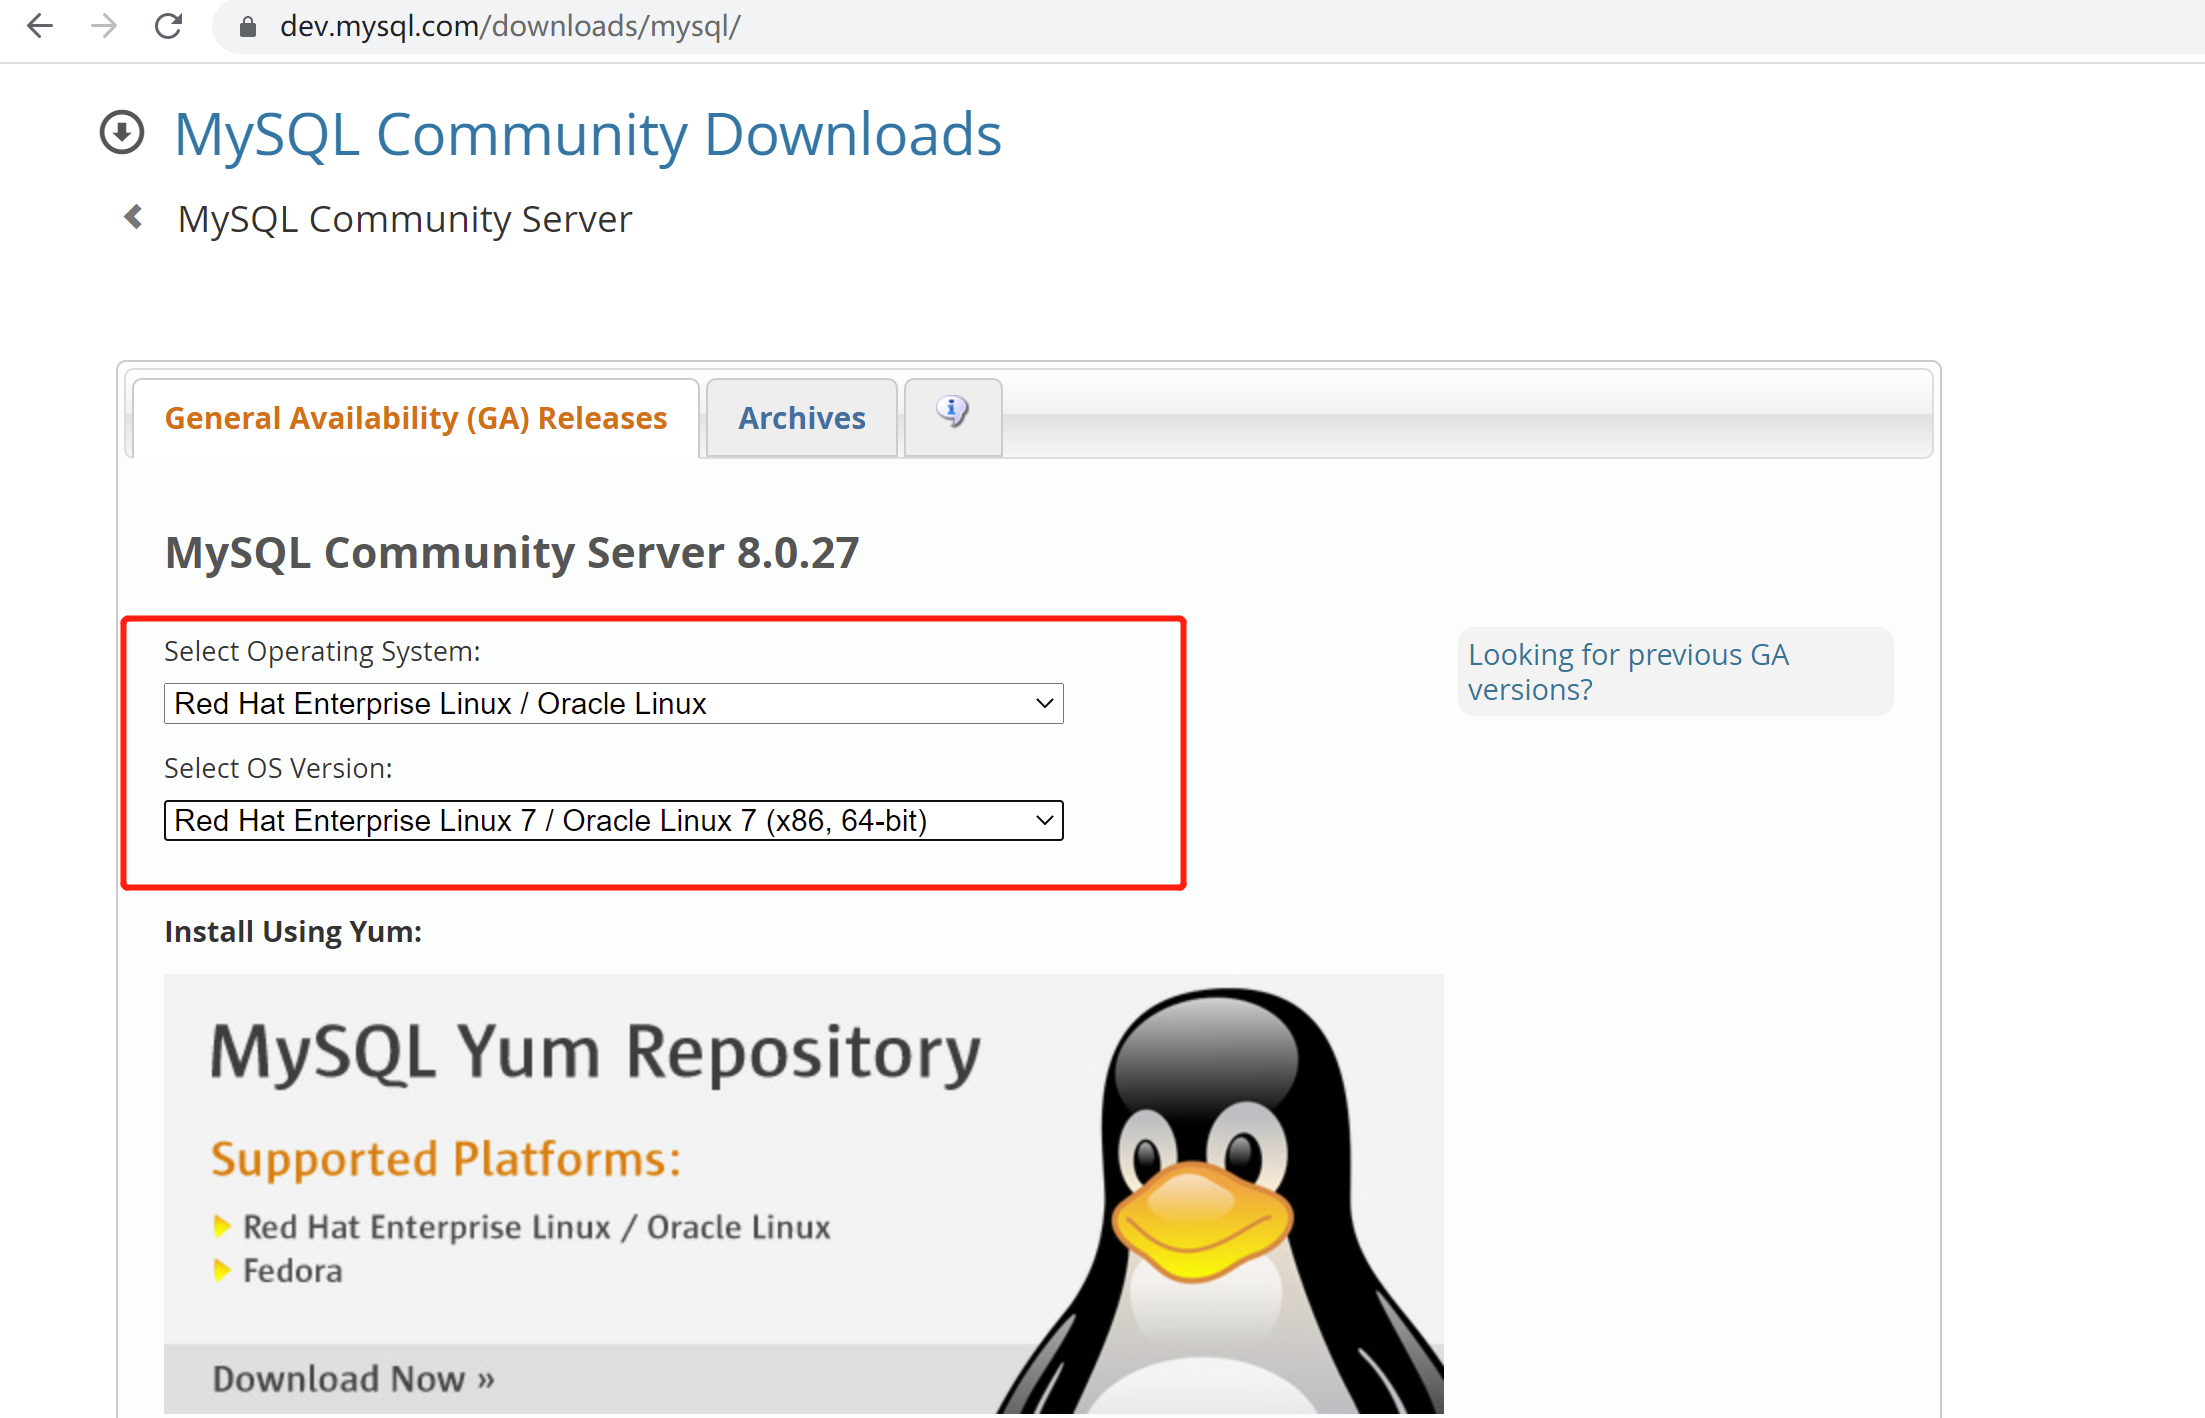 dev.mysql.com/downloads/mysql/
MySQL Community Downloads
MySQL Community Server
General Availability (GA) Releases
Archives
MySQL Community Server 8.0.27
Select Operating System:
Looking for previous GA
versions?
Red Hat Enterprise Linux / Oracle Linux
Select OS Version:
Red Hat Enterprise Linux 7 / Oracle Linux 7 (x86, 64-bit)
Install Using Yum:
MySQL Yum Repository
Supported Platforms:
Red Hat Enterprise Linux / Oracle Linux
Fedora
Download Now »